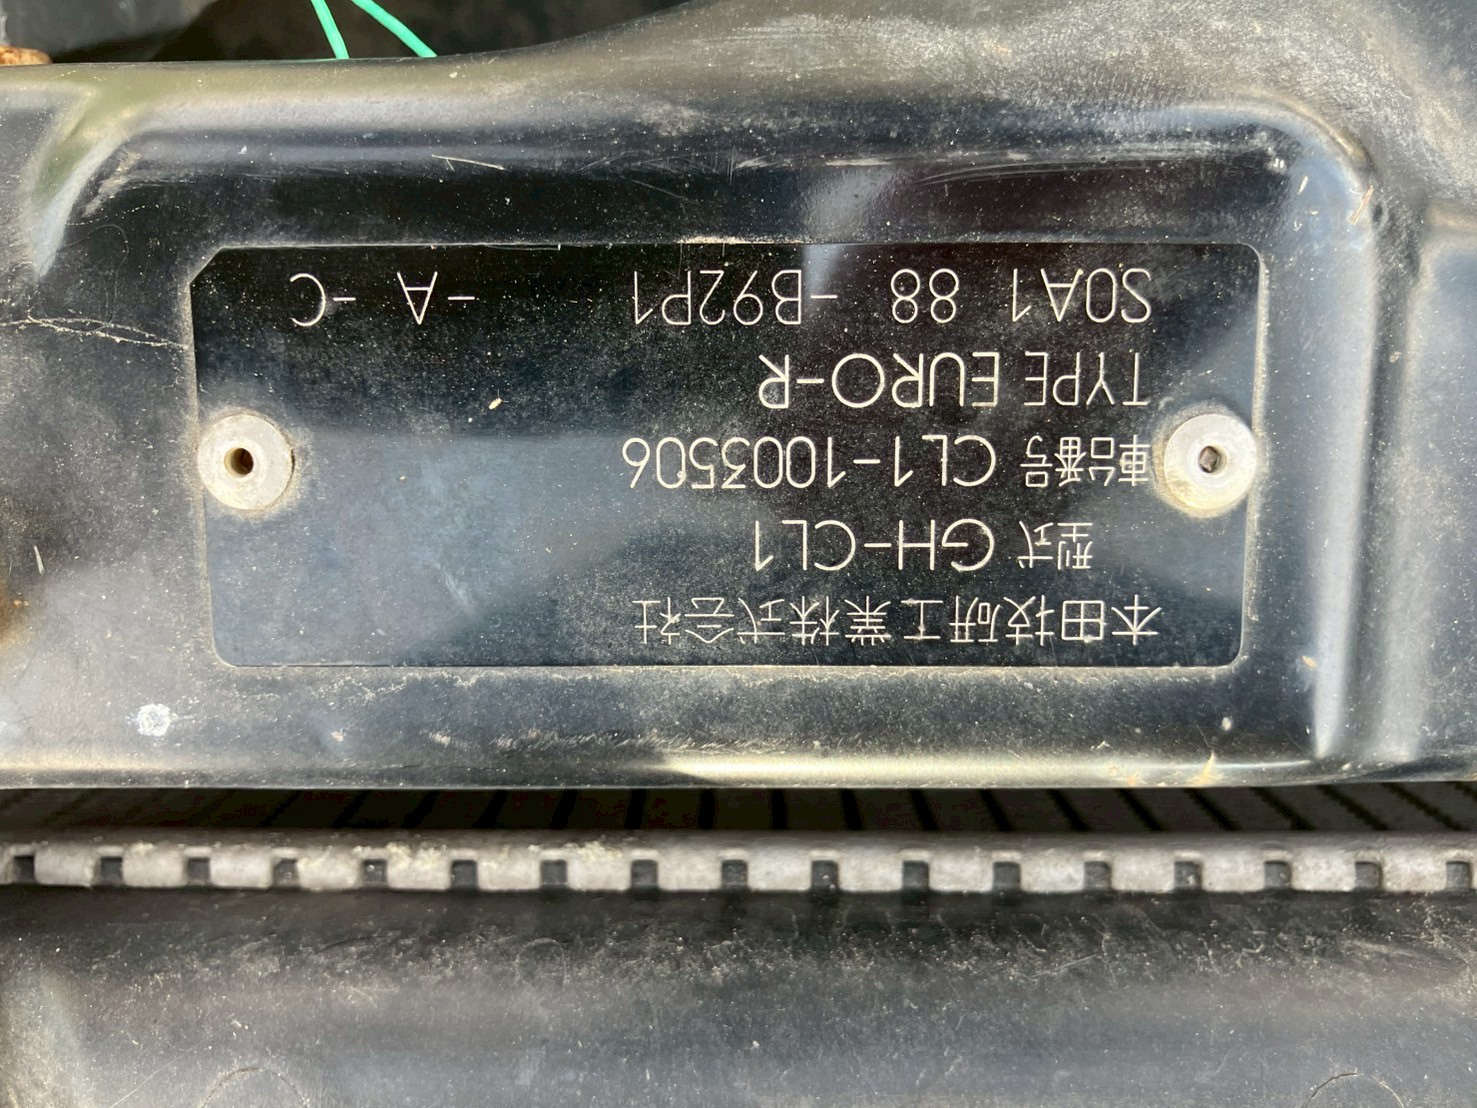 本田技研工業株式会社
型式 GH-CL1
車台番号 CL1-1003506
TYPE EURO-R
S0A1 88 -B92P1 -A -C